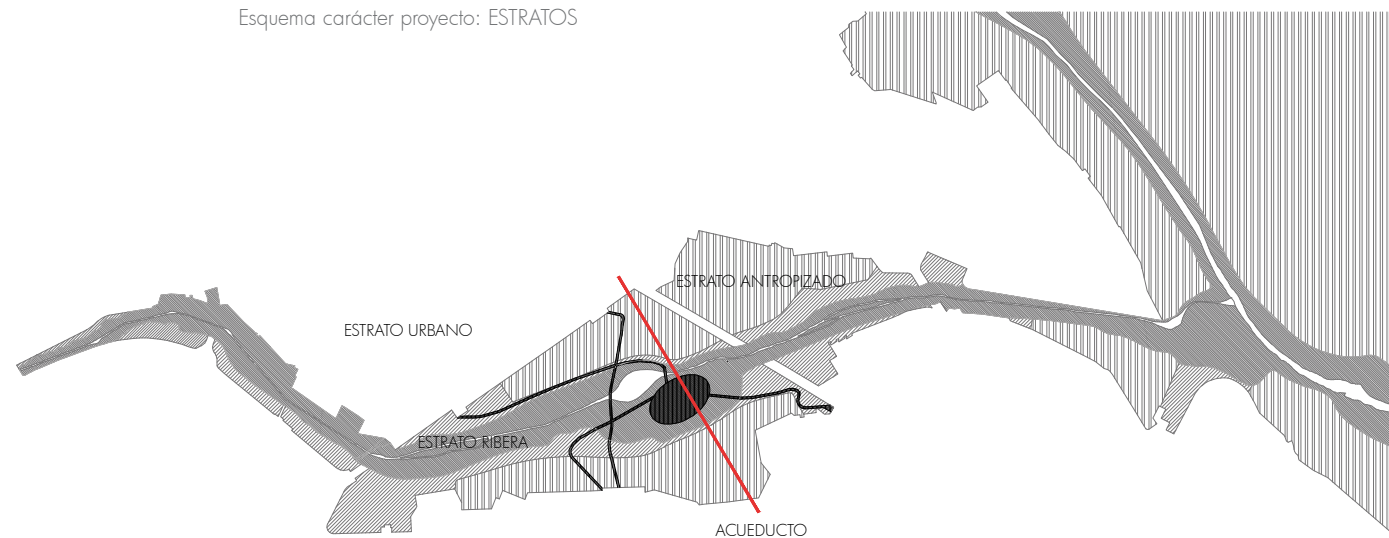 Esquema carácter proyecto: ESTRATOS
ESTRATO ANTROPIZADO
ESTRATO URBANO
ESTRATO RIBERA
ACUEDUCTO